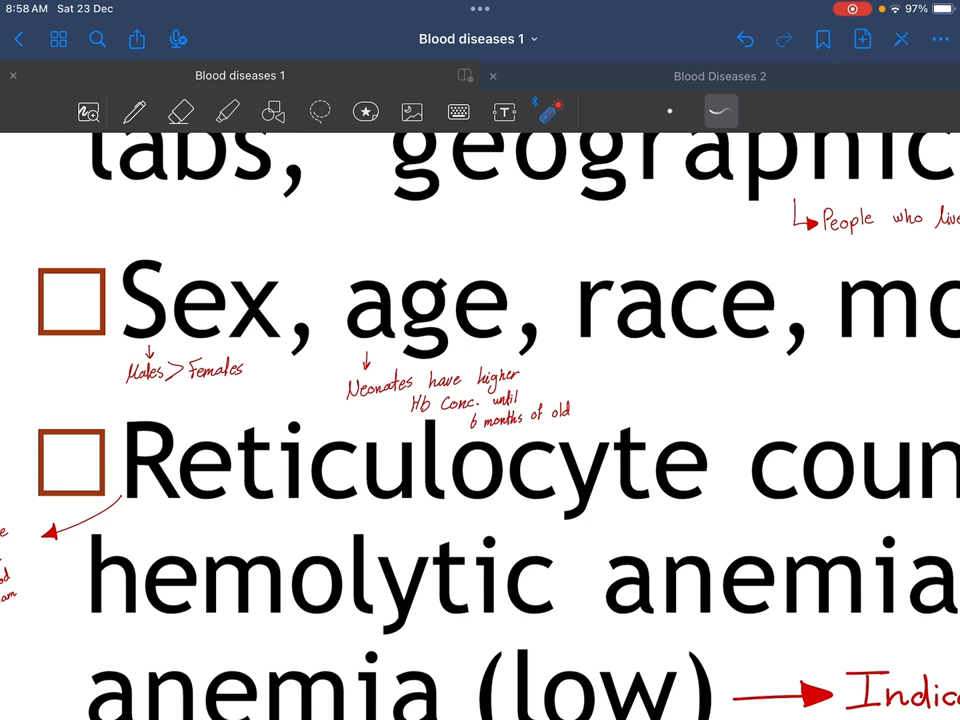 8:58 AM Sat 23 Dec
97%
Blood diseases 1
Blood diseases 1
Blood Diseases 2
labs, geographic
People who live
Sex, age, race, mo
Males > Females
Neonates have higher
Hb Conc. until
6 months of old
Reticulocyte coun
hemolytic anemia
anemia (low) → Indic